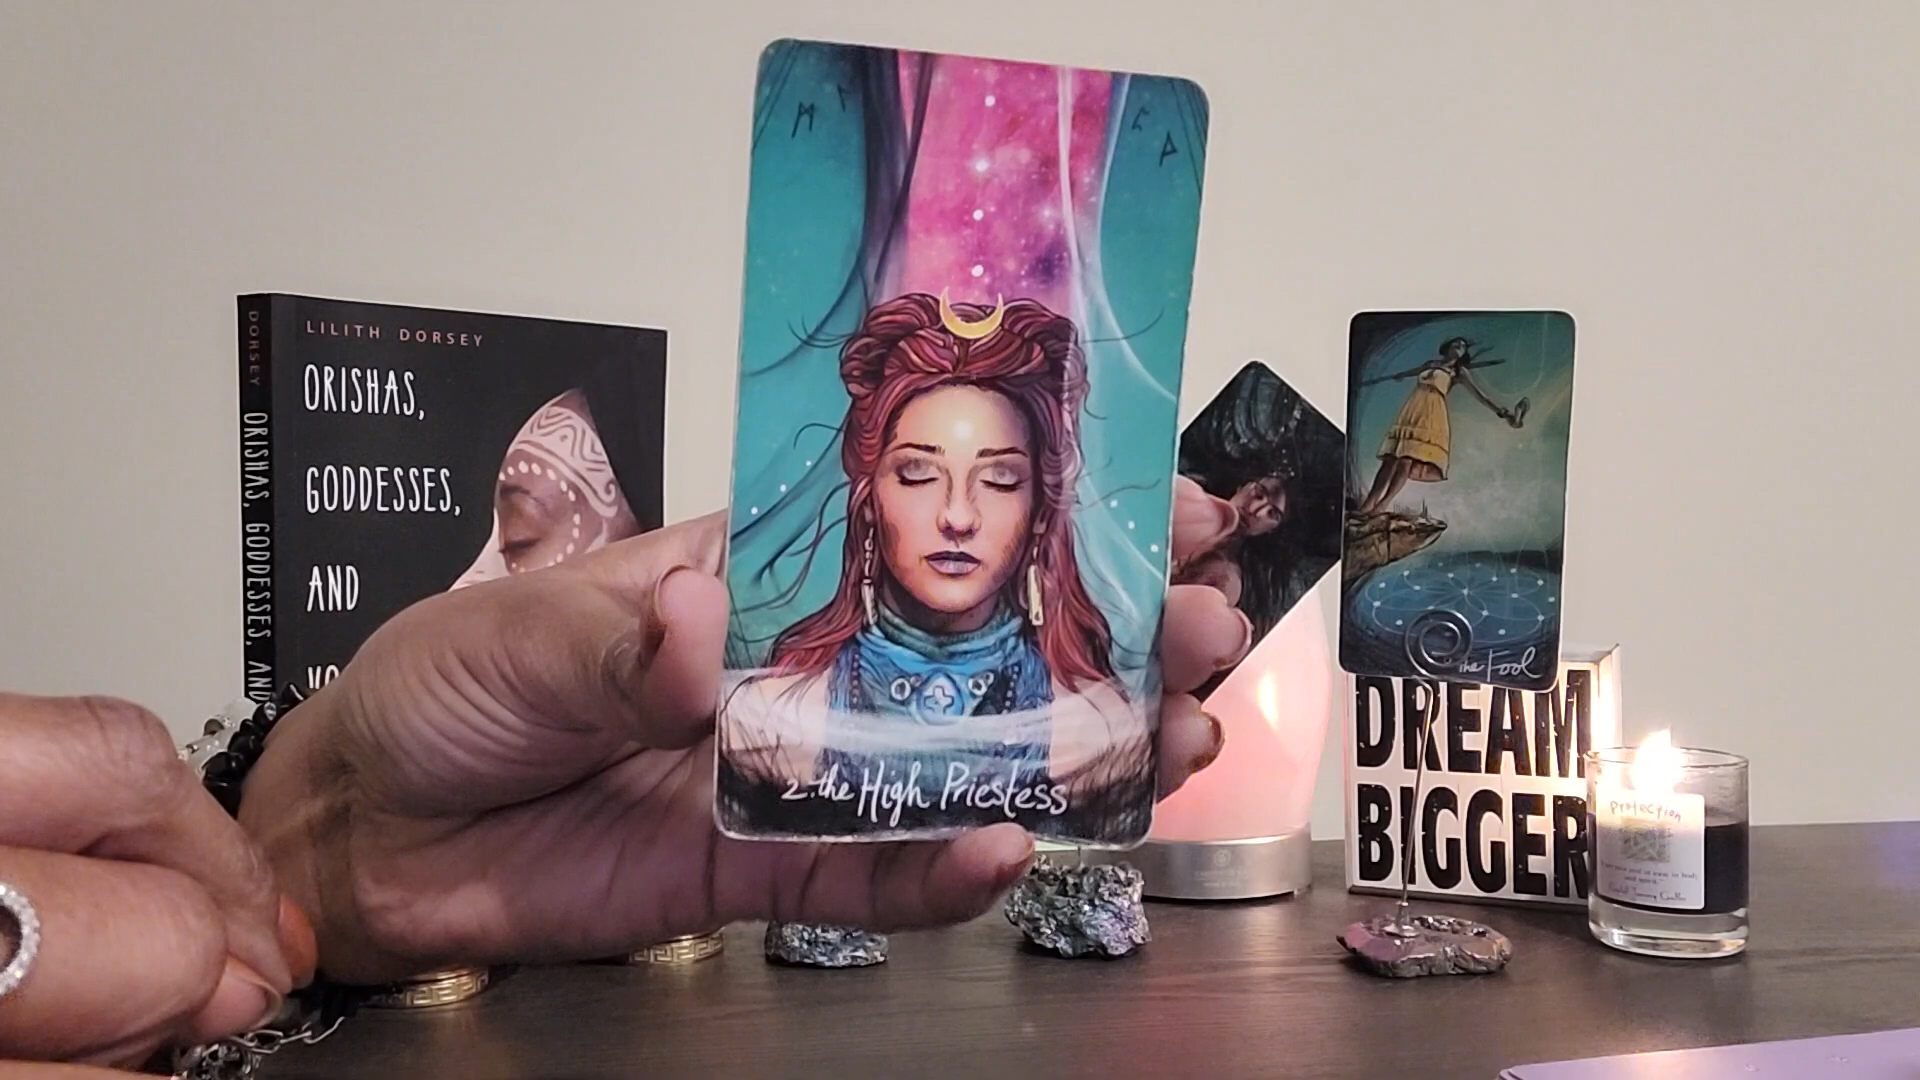 LILITH DORSEY
ORISHAS,
GODDESSES,
AND
DORSEY ORISHAS, GODDESSES, AND
2. the High Priestess
the Fool
DREAM
BIGGER
Protection